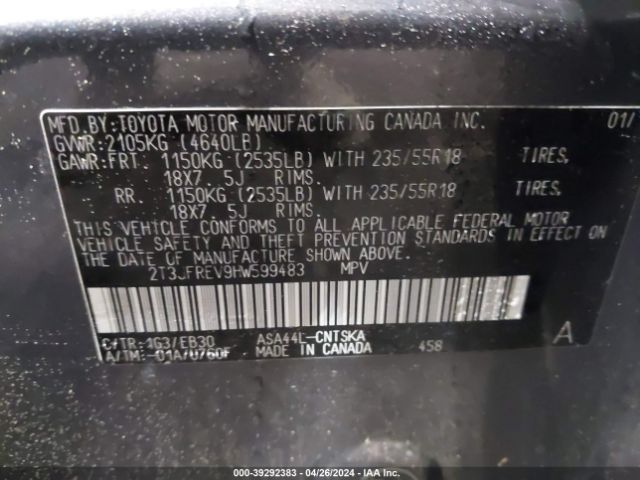 MFD.BY:TOYOTA MOTOR MANUFACTURING CANADA INC. 01/
GVWR:2105KG (4640LB)
GAWR:FRT. 1150KG (2535LB) WITH 235/55R18 TIRES,
18X7. 5J RIMS.
RR. 1150KG (2535LB) WITH 235/55R18 TIRES,
18X7. 5J RIMS.
THIS VEHICLE CONFORMS TO ALL APPLICABLE FEDERAL MOTOR
VEHICLE SAFETY AND THEFT PREVENTION STANDARDS IN EFFECT ON
THE DATE OF MANUFACTURE SHOWN ABOVE.
2T3JFREV9HW599483 MPV
C/TR:1G3/EB30 ASA44L-CNTSKA A
A/TM:-01A/U760F MADE IN CANADA 458
000-39292383 - 04/26/2024 - IAA Inc.